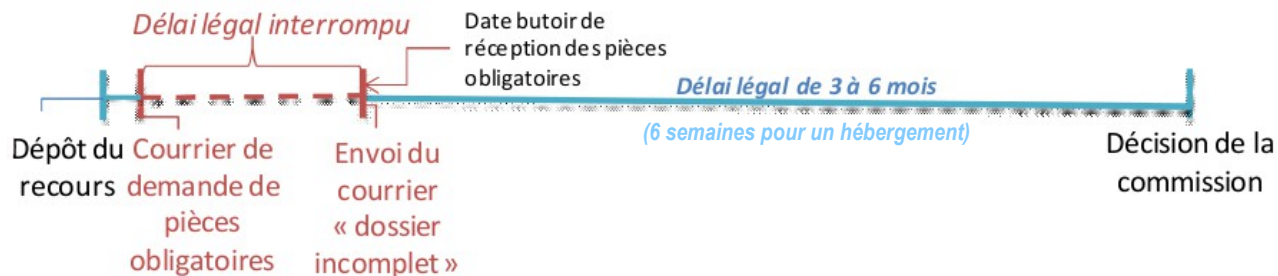 Délai légal interrompu
Date butoir de
réception des pièces
obligatoires
Délai légal de 3 à 6 mois
(6 semaines pour un hébergement)
Dépôt du
recours
Courrier de
demande de
pièces
obligatoires
Envoi du
courrier
« dossier
incomplet »
Décision de la
commission